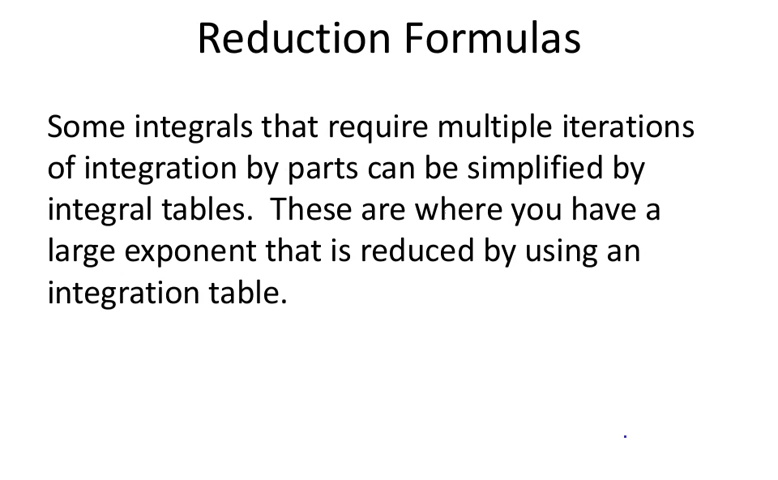 Reduction Formulas
Some integrals that require multiple iterations
of integration by parts can be simplified by
integral tables.  These are where you have a
large exponent that is reduced by using an
integration table.